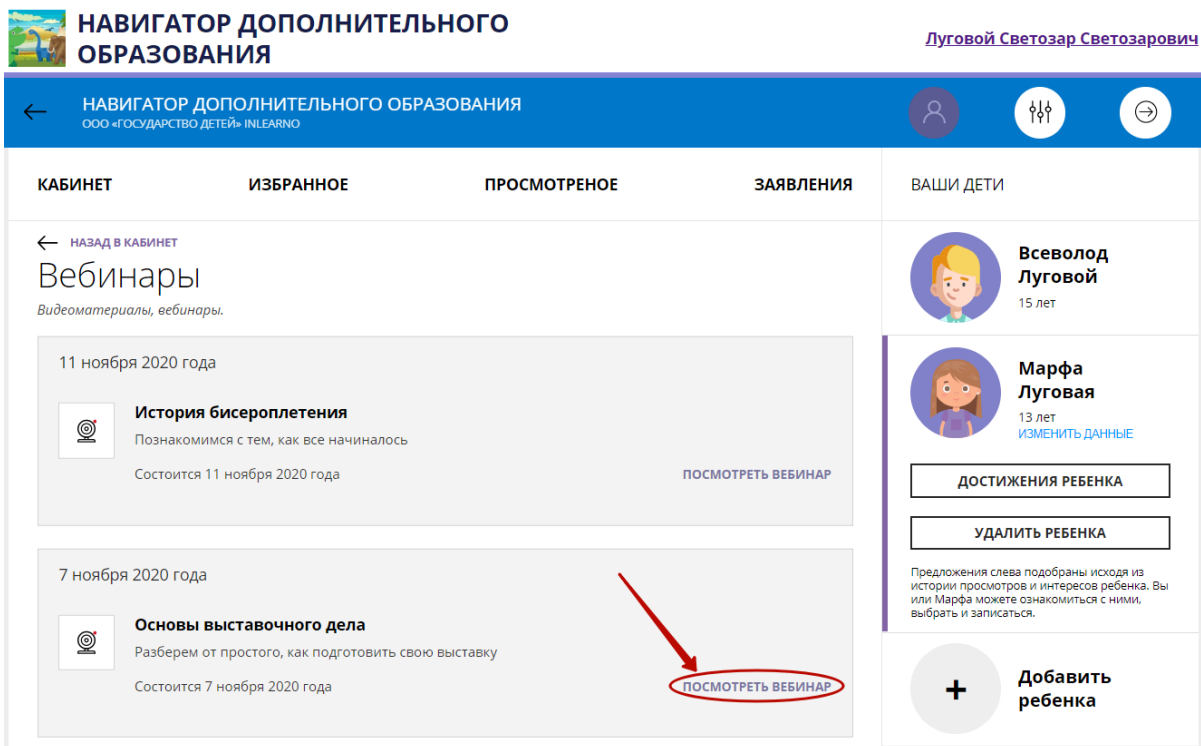 НАВИГАТОР ДОПОЛНИТЕЛЬНОГО
ОБРАЗОВАНИЯ
Луговой Светозар Светозарович
НАВИГАТОР ДОПОЛНИТЕЛЬНОГО ОБРАЗОВАНИЯ
ООО «ГОСУДАРСТВО ДЕТЕЙ» INLEARNO
КАБИНЕТ
ИЗБРАННОЕ
ПРОСМОТРЕНОЕ
ЗАЯВЛЕНИЯ
НАЗАД В КАБИНЕТ
Вебинары
Видеоматериалы, вебинары.
11 ноября 2020 года
История бисероплетения
Познакомимся с тем, как все начиналось
Состоится 11 ноября 2020 года
ПОСМОТРЕТЬ ВЕБИНАР
7 ноября 2020 года
Основы выставочного дела
Разберем от простого, как подготовить свою выставку
Состоится 7 ноября 2020 года
ПОСМОТРЕТЬ ВЕБИНАР
ВАШИ ДЕТИ
Всеволод
Луговой
15 лет
Марфа
Луговая
13 лет
ИЗМЕНИТЬ ДАННЫЕ
ДОСТИЖЕНИЯ РЕБЕНКА
УДАЛИТЬ РЕБЕНКА
Предложения слева подобраны исходя из
истории просмотров и интересов ребенка. Вы
или Марфа можете ознакомиться с ними,
выбрать и записаться.
+
Добавить
ребенка